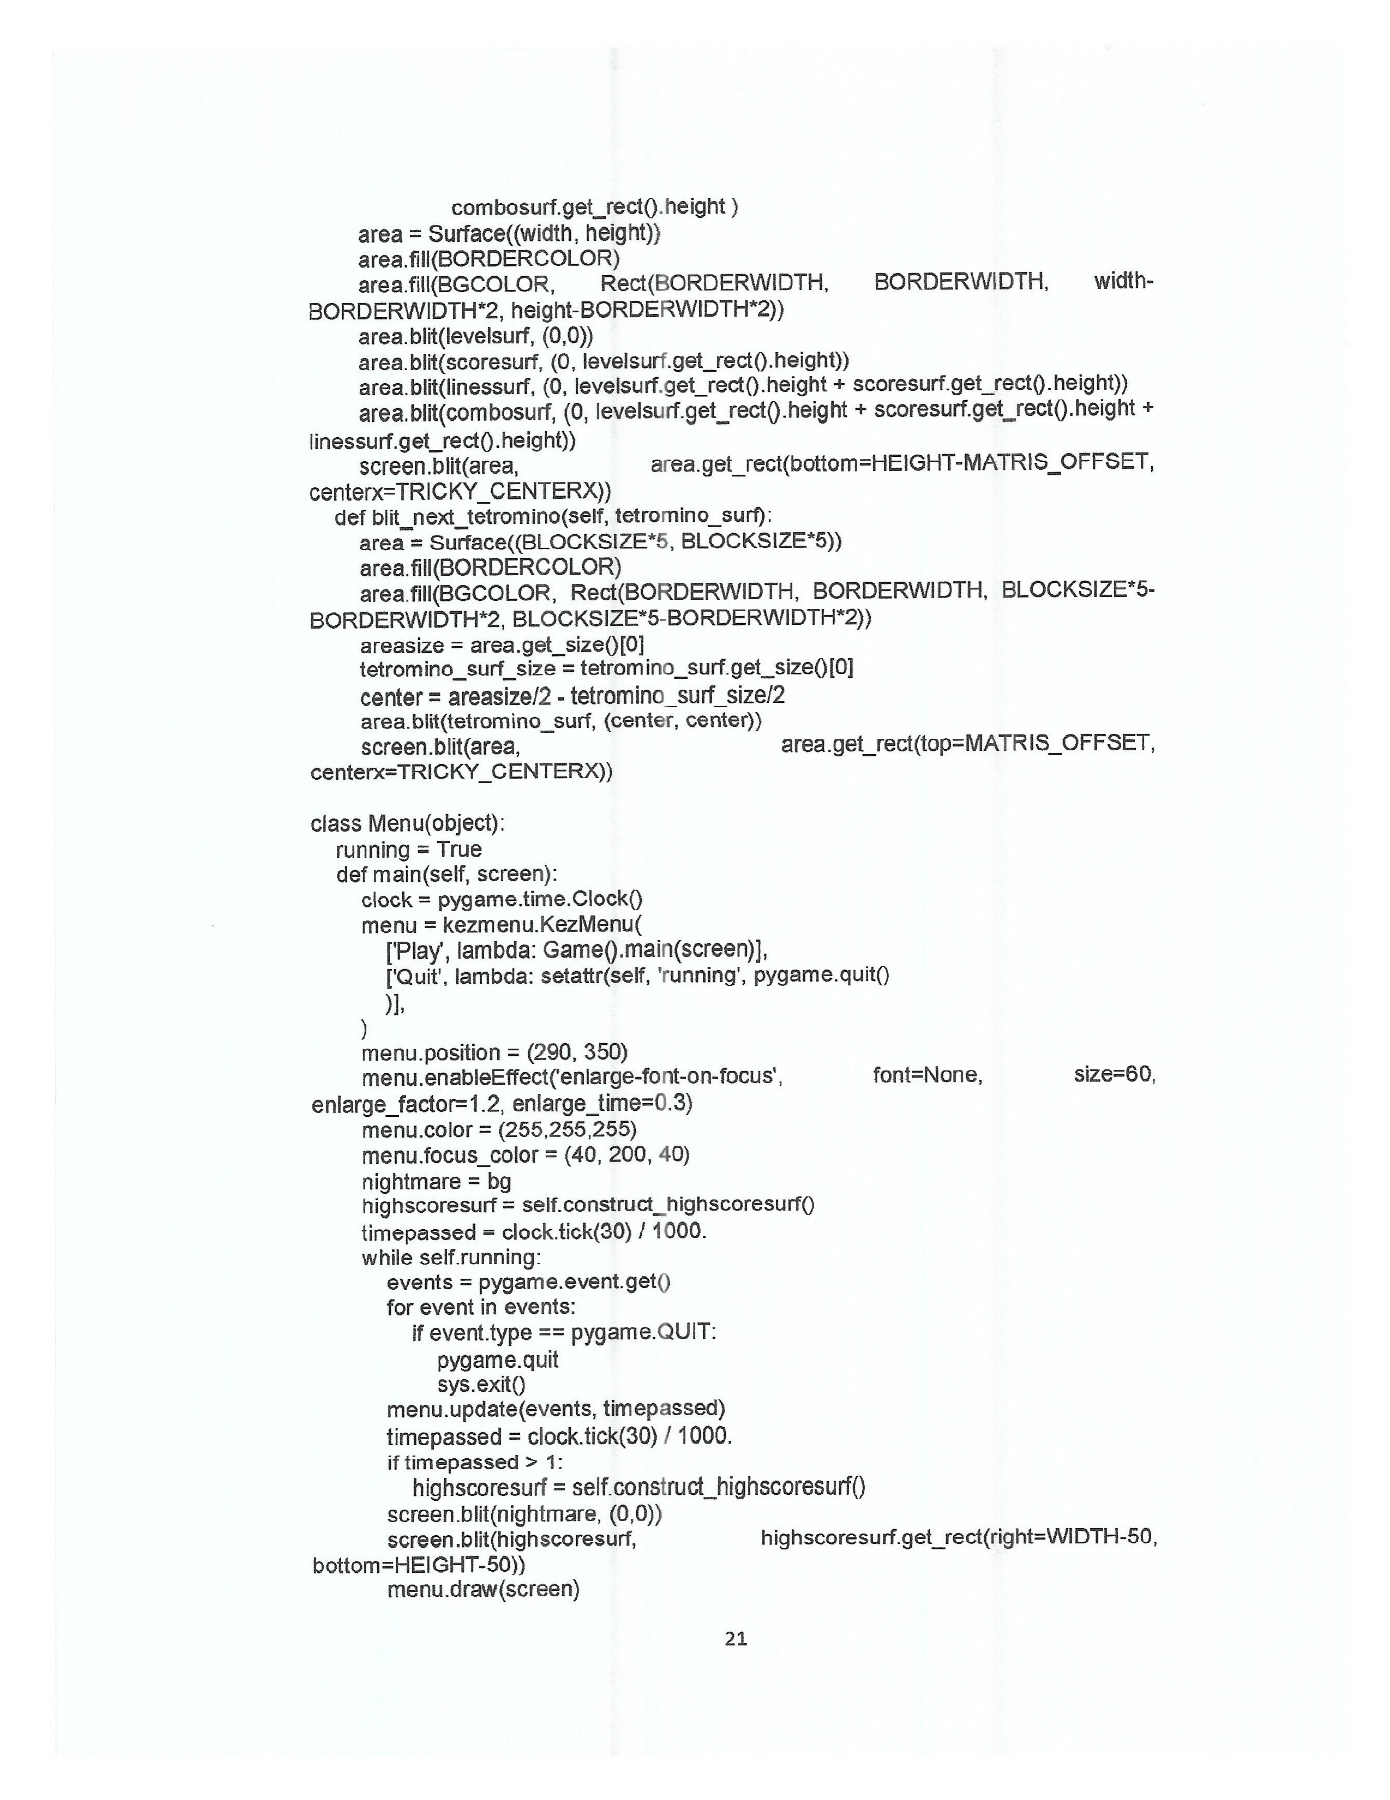 combosurf.get_rect().height )
area = Surface((width, height))
area.fill(BORDERCOLOR)
area.fill(BGCOLOR, Rect(BORDERWIDTH, BORDERWIDTH, width-
BORDERWIDTH*2, height-BORDERWIDTH*2))
area.blit(levelsurf, (0,0))
area.blit(scoresurf, (0, levelsurf.get_rect().height))
area.blit(linessurf, (0, levelsurf.get_rect().height + scoresurf.get_rect().height))
area.blit(combosurf, (0, levelsurf.get_rect().height + scoresurf.get_rect().height +
linessurf.get_rect().height))
screen.blit(area, area.get_rect(bottom=HEIGHT-MATRIS_OFFSET,
centerx=TRICKY_CENTERX))
def blit_next_tetromino(self, tetromino_surf):
area = Surface((BLOCKSIZE*5, BLOCKSIZE*5))
area.fill(BORDERCOLOR)
area.fill(BGCOLOR, Rect(BORDERWIDTH, BORDERWIDTH, BLOCKSIZE*5-
BORDERWIDTH*2, BLOCKSIZE*5-BORDERWIDTH*2))
areasize = area.get_size()[0]
tetromino_surf_size = tetromino_surf.get_size()[0]
center = areasize/2 - tetromino_surf_size/2
area.blit(tetromino_surf, (center, center))
screen.blit(area, area.get_rect(top=MATRIS_OFFSET,
centerx=TRICKY_CENTERX))
class Menu(object):
running = True
def main(self, screen):
clock = pygame.time.Clock()
menu = kezmenu.KezMenu(
['Play', lambda: Game().main(screen)],
['Quit', lambda: setattr(self, 'running', pygame.quit()
)],
)
menu.position = (290, 350)
menu.enableEffect('enlarge-font-on-focus', font=None, size=60,
enlarge_factor=1.2, enlarge_time=0.3)
menu.color = (255,255,255)
menu.focus_color = (40, 200, 40)
nightmare = bg
highscoresurf = self.construct_highscoresurf()
timepassed = clock.tick(30) / 1000.
while self.running:
events = pygame.event.get()
for event in events:
if event.type == pygame.QUIT:
pygame.quit
sys.exit()
menu.update(events, timepassed)
timepassed = clock.tick(30) / 1000.
if timepassed > 1:
highscoresurf = self.construct_highscoresurf()
screen.blit(nightmare, (0,0))
screen.blit(highscoresurf, highscoresurf.get_rect(right=WIDTH-50,
bottom=HEIGHT-50))
menu.draw(screen)
21